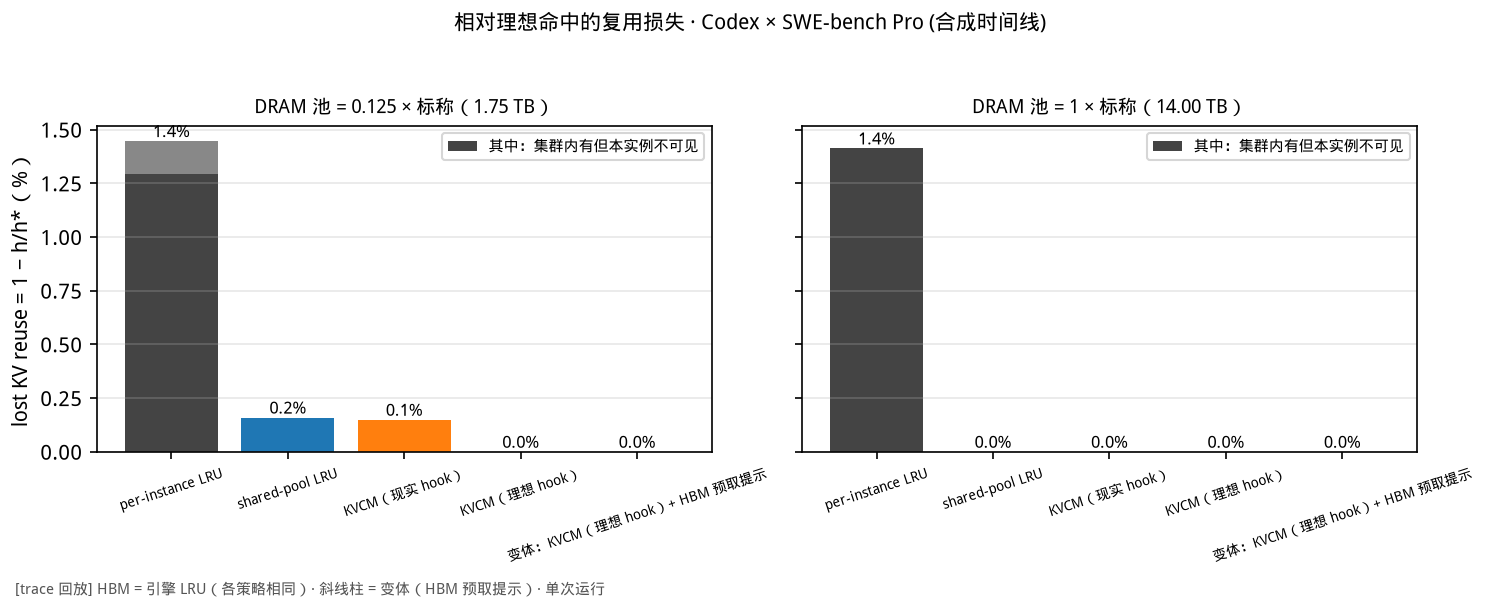 相对理想命中的复用损失 · Codex × SWE-bench Pro (合成时间线)
DRAM 池 = 0.125 × 标称（1.75 TB）
lost KV reuse = 1 − h/h*（%）
1.50
1.25
1.00
0.75
0.50
0.25
0.00
其中：集群内有但本实例不可见
1.4%
0.2%
0.1%
0.0%
0.0%
per-instance LRU
shared-pool LRU
KVCM（现实 hook）
KVCM（理想 hook）
变体：KVCM（理想 hook）+ HBM 预取提示
DRAM 池 = 1 × 标称（14.00 TB）
其中：集群内有但本实例不可见
1.4%
0.0%
0.0%
0.0%
0.0%
per-instance LRU
shared-pool LRU
KVCM（现实 hook）
KVCM（理想 hook）
变体：KVCM（理想 hook）+ HBM 预取提示
[trace 回放] HBM = 引擎 LRU（各策略相同）· 斜线柱 = 变体（HBM 预取提示）· 单次运行